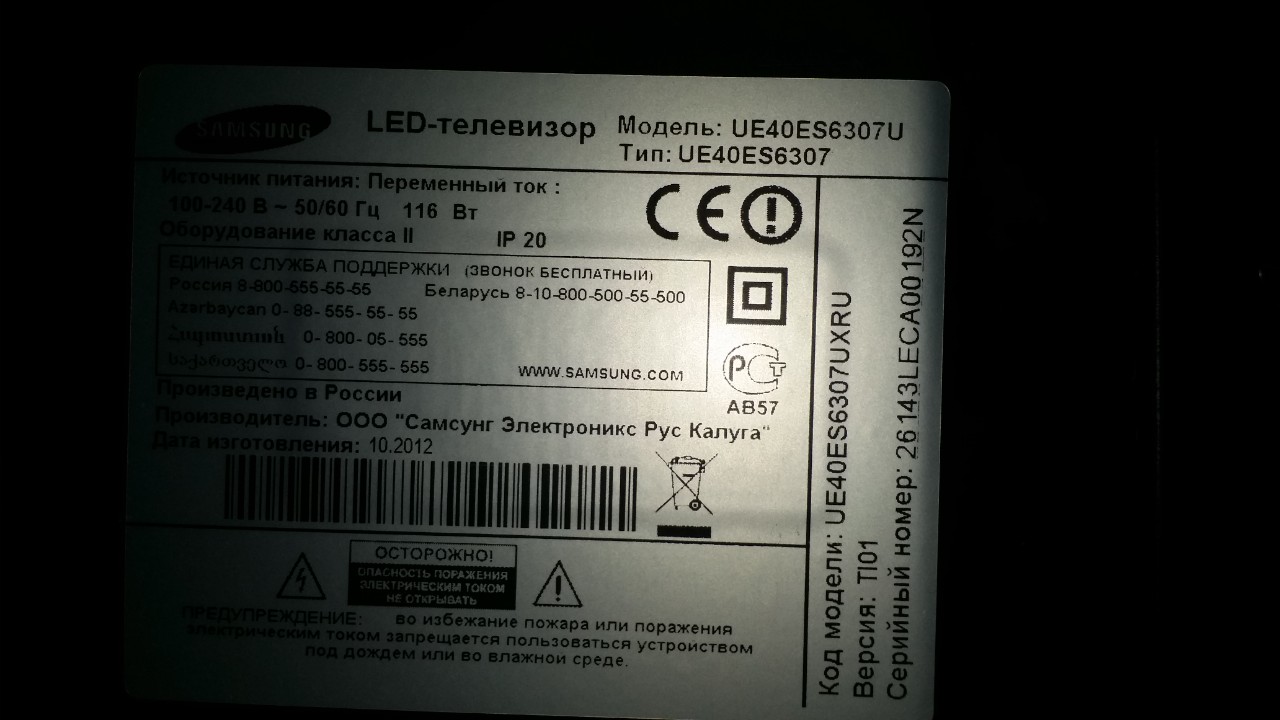 SAMSUNG
LED-телевизор
Модель: UE40ES6307U
Тип: UE40ES6307
Источник питания: Переменный ток :
100-240 В ~ 50/60 Гц 116 Вт
Оборудование класса II IP 20
ЕДИНАЯ СЛУЖБА ПОДДЕРЖКИ (ЗВОНОК БЕСПЛАТНЫЙ)
Россия 8-800-555-55-55 Беларусь 8-10-800-500-55-500
Azərbaycan 0- 88- 555- 55- 55
Հայաստան 0- 800- 05- 555
საქართველო 0- 800- 555- 555
WWW.SAMSUNG.COM
CE
РСТ
АВ57
Произведено в России
Производитель: ООО "Самсунг Электроникс Рус Калуга"
Дата изготовления: 10.2012
ОСТОРОЖНО!
ОПАСНОСТЬ ПОРАЖЕНИЯ
ЭЛЕКТРИЧЕСКИМ ТОКОМ
НЕ ОТКРЫВАТЬ
ПРЕДУПРЕЖДЕНИЕ: во избежание пожара или поражения
электрическим током запрещается пользоваться устройством
под дождем или во влажной среде.
Код модели: UE40ES6307UXRU
Версия: TI01
Серийный номер: 26143LECA00192N